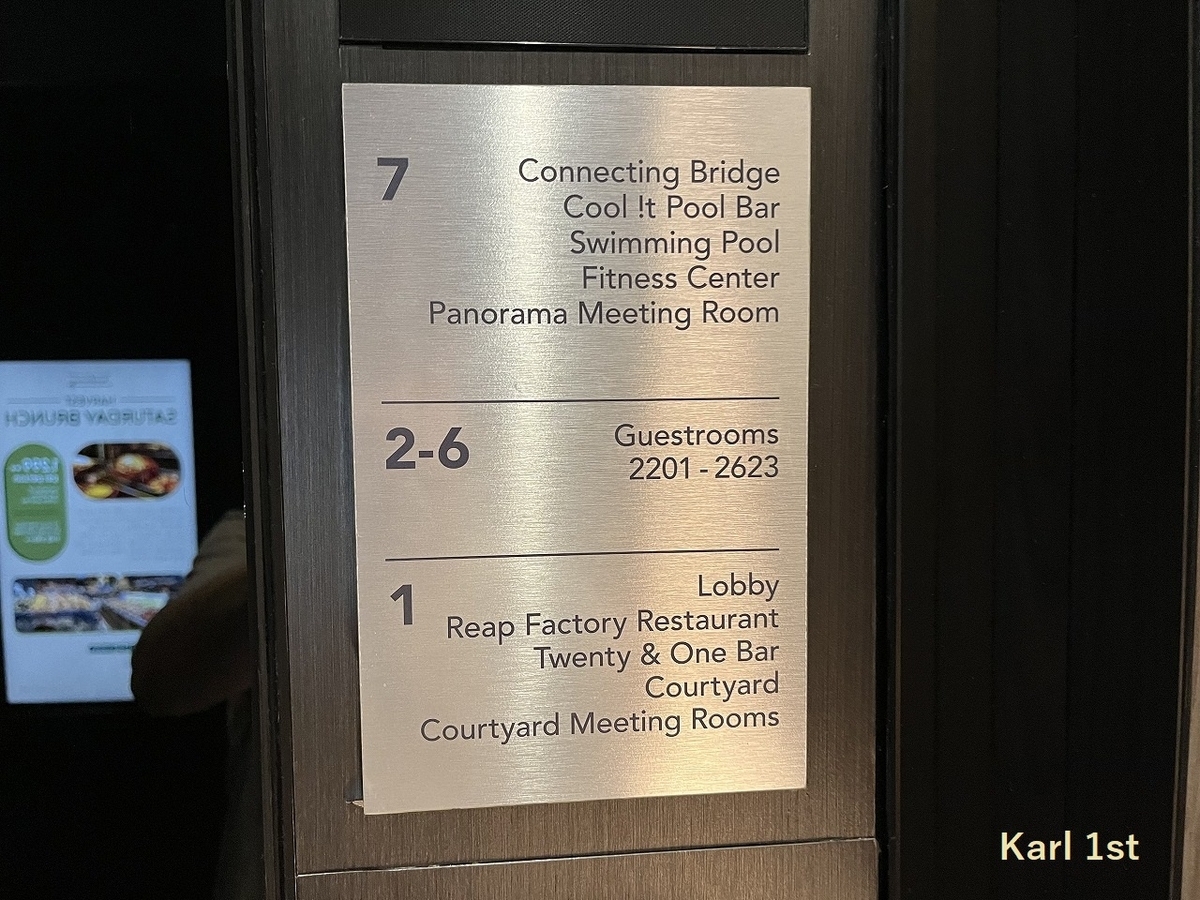 7
Connecting Bridge
Cool !t Pool Bar
Swimming Pool
Fitness Center
Panorama Meeting Room
2-6
Guestrooms
2201 - 2623
1
Lobby
Reap Factory Restaurant
Twenty & One Bar
Courtyard
Courtyard Meeting Rooms
HARVEST
SATURDAY BRUNCH
Karl 1st